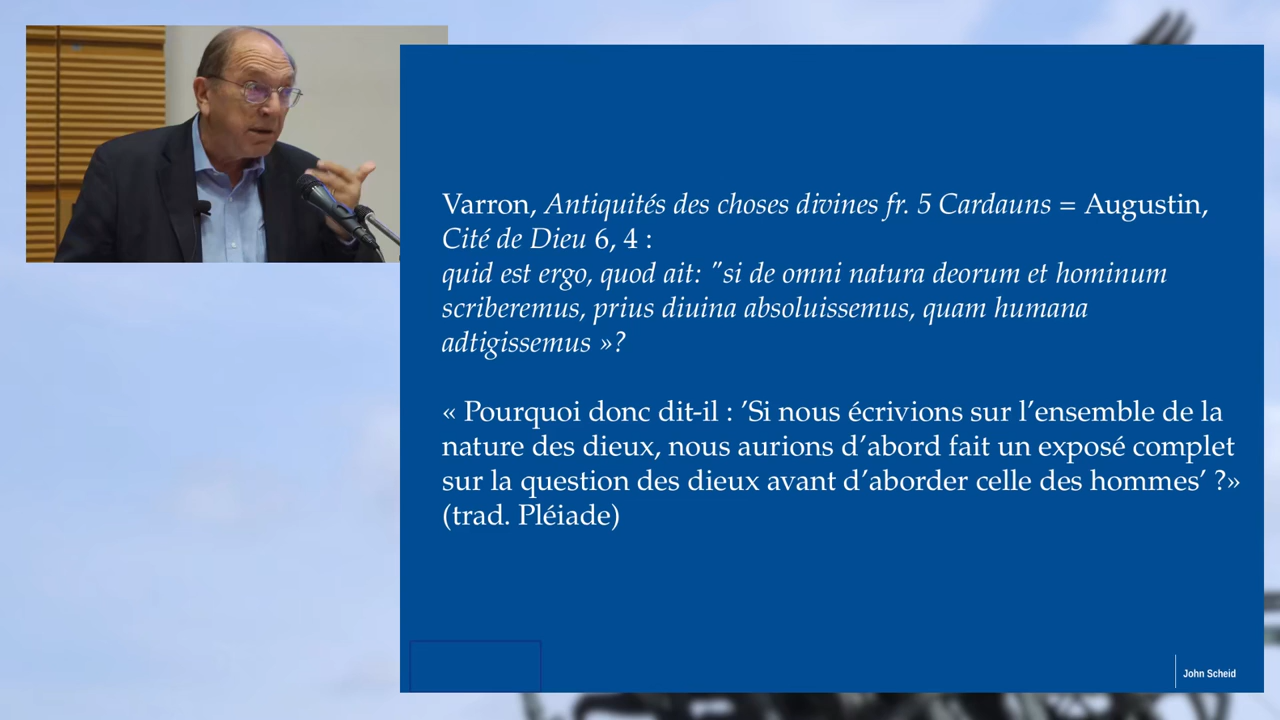 Varron, Antiquités des choses divines fr. 5 Cardauns = Augustin,
Cité de Dieu 6, 4 :
quid est ergo, quod ait: ”si de omni natura deorum et hominum
scriberemus, prius diuina absoluissemus, quam humana
adtigissemus »?
« Pourquoi donc dit-il : ’Si nous écrivions sur l’ensemble de la
nature des dieux, nous aurions d’abord fait un exposé complet
sur la question des dieux avant d’aborder celle des hommes’ ?»
(trad. Pléiade)
John Scheid